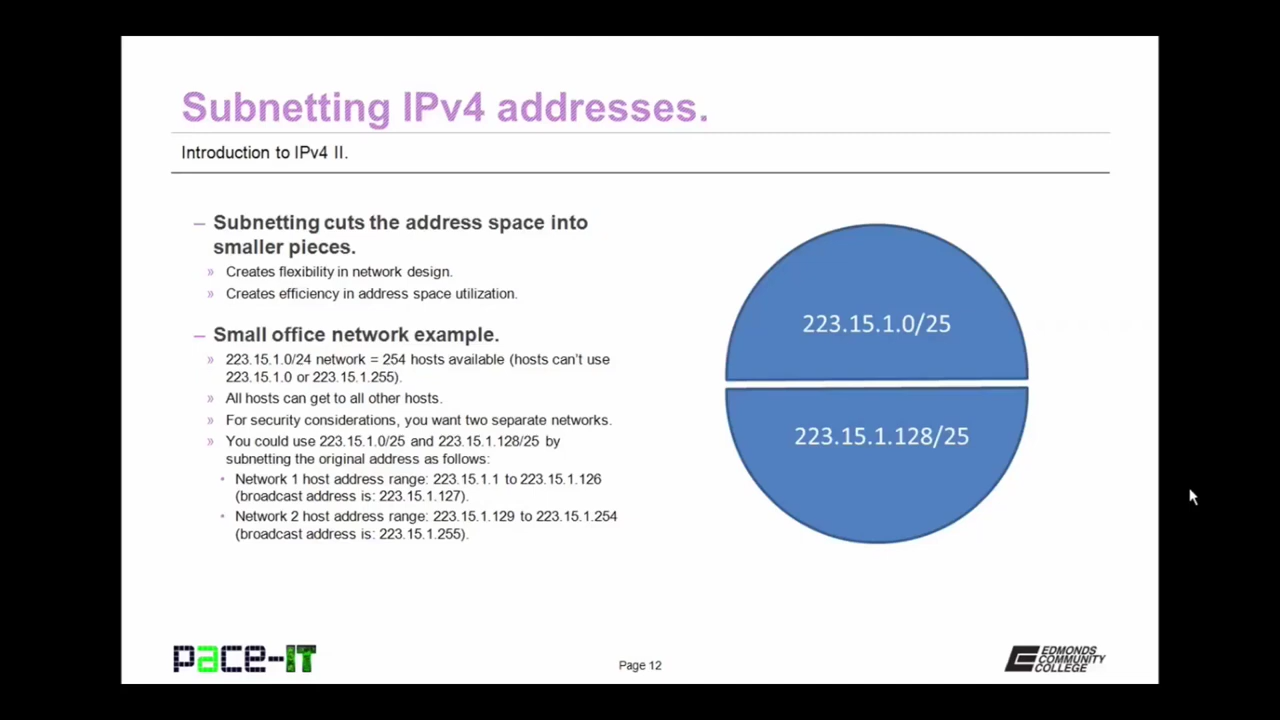 Subnetting IPv4 addresses.
Introduction to IPv4 II.
– Subnetting cuts the address space into
smaller pieces.
» Creates flexibility in network design.
» Creates efficiency in address space utilization.
– Small office network example.
» 223.15.1.0/24 network = 254 hosts available (hosts can't use
223.15.1.0 or 223.15.1.255).
» All hosts can get to all other hosts.
» For security considerations, you want two separate networks.
» You could use 223.15.1.0/25 and 223.15.1.128/25 by
subnetting the original address as follows:
• Network 1 host address range: 223.15.1.1 to 223.15.1.126
(broadcast address is: 223.15.1.127).
• Network 2 host address range: 223.15.1.129 to 223.15.1.254
(broadcast address is: 223.15.1.255).
223.15.1.0/25
223.15.1.128/25
pace-IT
Page 12
EDMONDS
COMMUNITY
COLLEGE